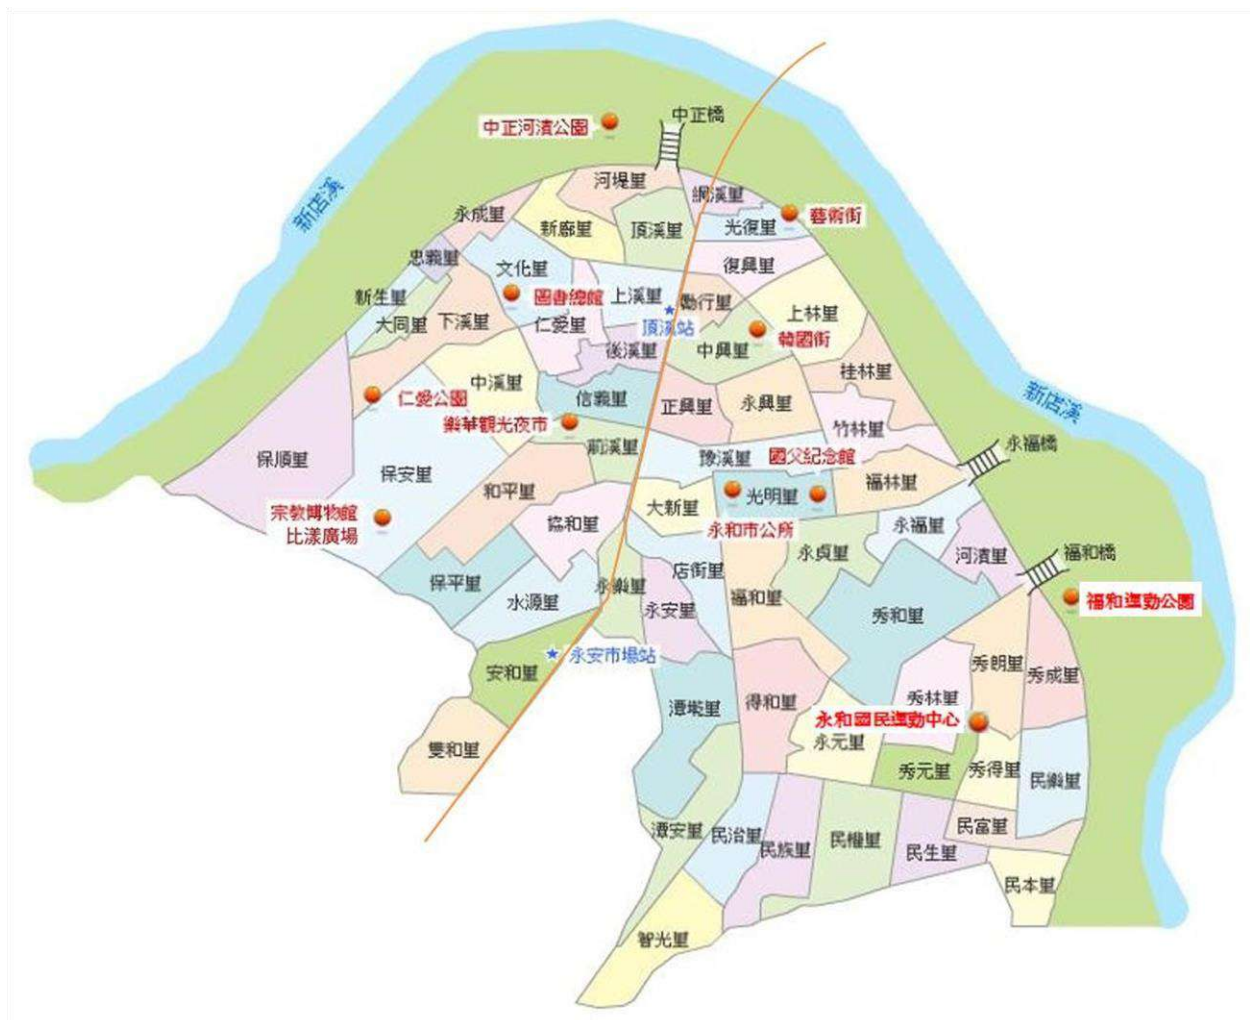 中正橋
中正河濱公園
新店溪
河堤里
網溪里
永成里
藝術街
新廍里
頂溪里
光復里
忠義里
文化里
復興里
新生里
圖書總館
上溪里
勵行里
大同里
下溪里
仁愛里
頂溪站
上林里
韓國街
後溪里
中興里
桂林里
中溪里
仁愛公園
信義里
正興里
永興里
新店溪
樂華觀光夜市
竹林里
前溪里
永福橋
保順里
保安里
豫溪里
國父紀念館
和平里
福林里
光明里
大新里
宗教博物館
比漾廣場
協和里
永和市公所
永福里
永貞里
河濱里
福和橋
保平里
永樂里
店街里
水源里
永安里
福和里
秀和里
福和運動公園
安和里
永安市場站
秀朗里
秀成里
秀林里
潭墘里
得和里
永和國民運動中心
雙和里
永元里
秀元里
秀得里
民樂里
潭安里
民治里
民族里
民權里
民生里
民富里
民本里
智光里